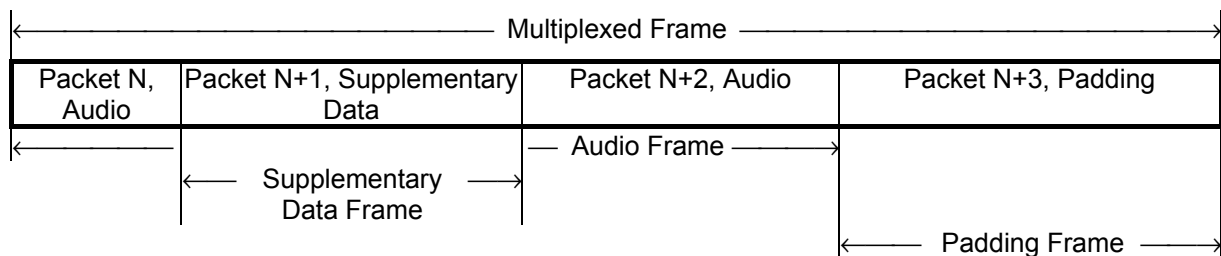 Multiplexed Frame
Packet N, Audio
Packet N+1, Supplementary Data
Packet N+2, Audio
Packet N+3, Padding
Audio Frame
Supplementary
Data Frame
Padding Frame